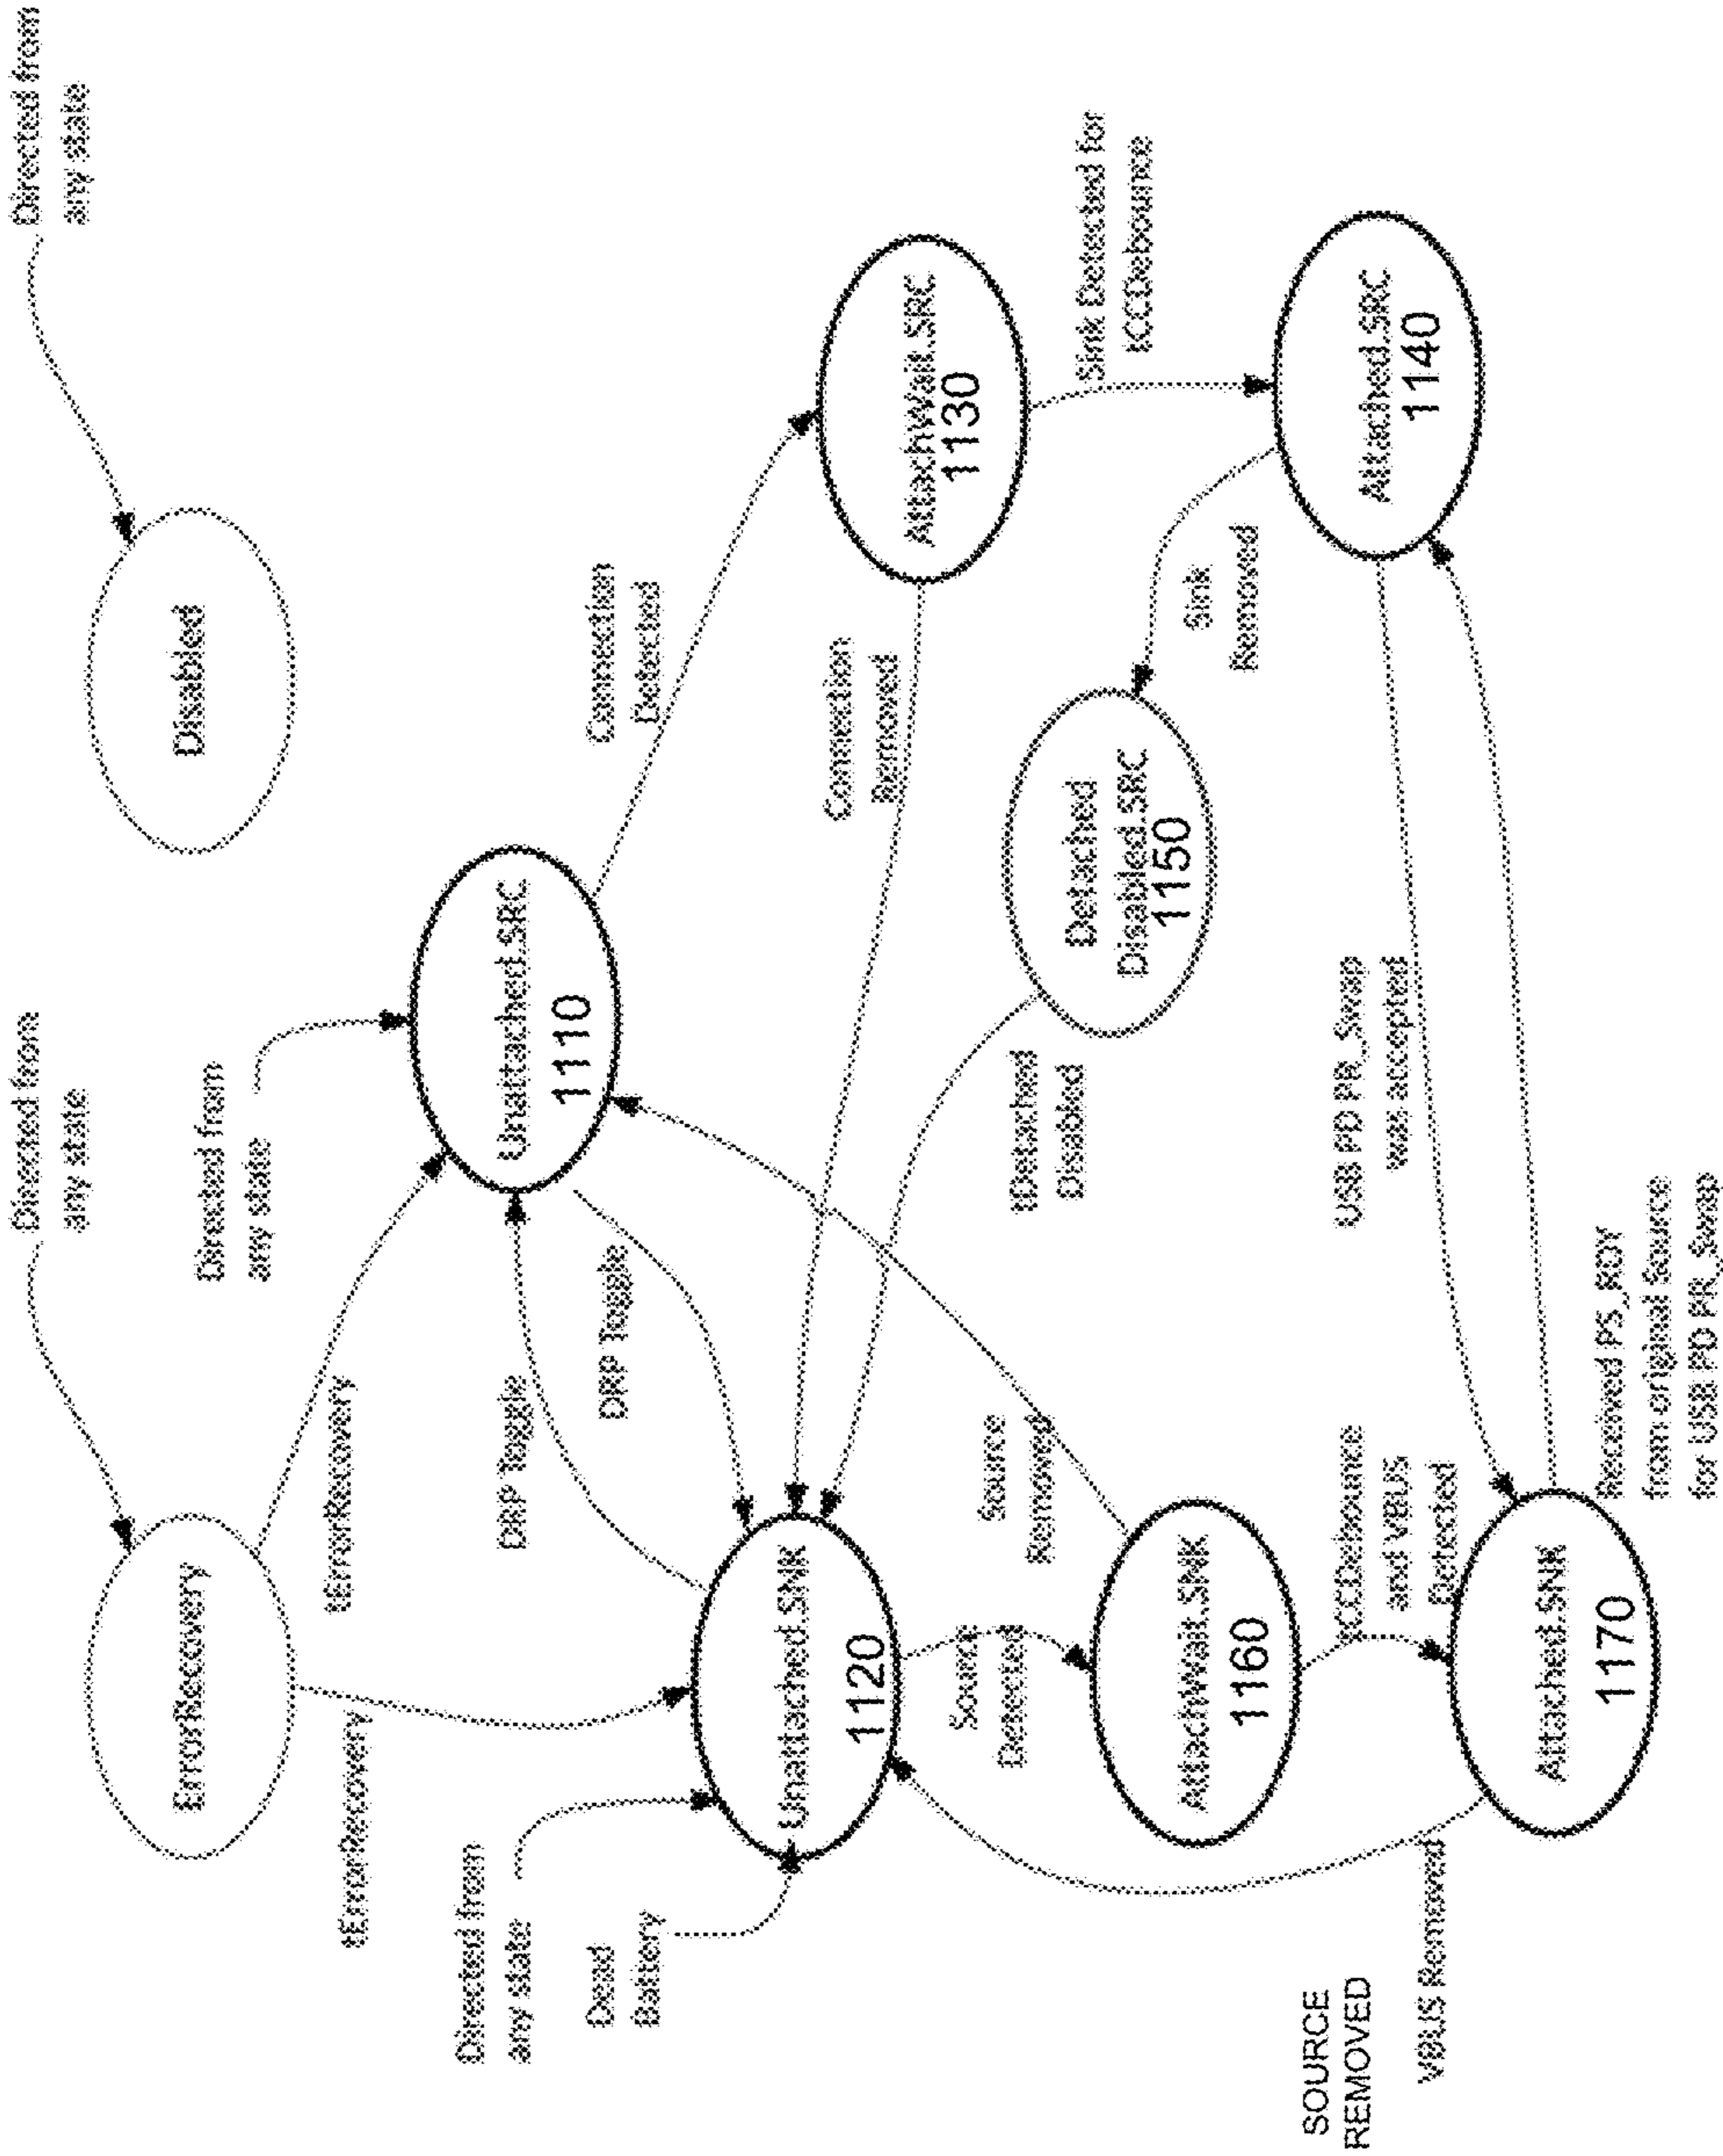 Directed from
any state
Directed from
any state
ErrorRecovery
Disabled
tErrorRecovery
tErrorRecovery
Directed from
any state
Unattached.SRC
1110
Directed from
any state
Dead
Battery
DRP Toggle
DRP Toggle
Connection
Detected
Unattached.SNK
1120
Connection
Removed
AttachWait.SRC
1130
Source
Detected
Source
Removed
tDetached
Disabled
Detached
Disabled.SRC
1150
Sink
Removed
Sink Detected for
tCCDebounce
AttachWait.SNK
1160
SOURCE
REMOVED
VBUS Removed
tCCDebounce
and VBUS
Detected
USB PD PR_Swap
was accepted
Attached.SRC
1140
Attached.SNK
1170
Received PS_RDY
from original Source
for USB PD PR_Swap